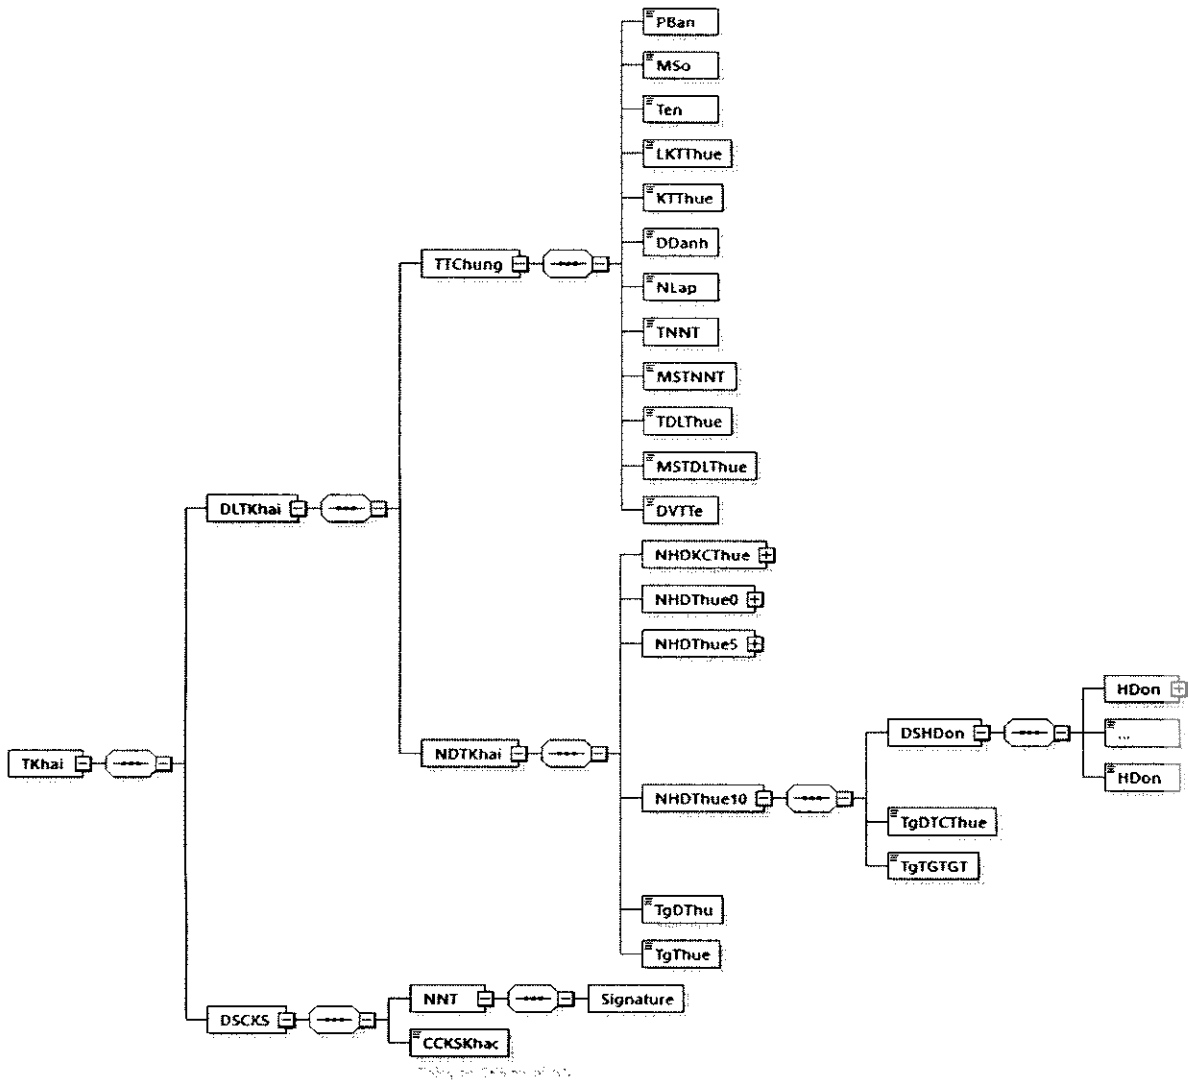 PBan
MSo
Ten
LKTThue
KTThue
DDanh
TTChung
NLap
TNNT
MSTNNT
TDLThue
MSTDLThue
DLTKhai
DVTTe
NHDKCThue
NHDThue0
NHDThue5
HDon
DSHDon
...
NDTKhai
TKhai
HDon
NHDThue10
TgDTCThue
TgTGTGT
TgDThu
TgThue
NNT
Signature
DSCKS
CCKSKhac